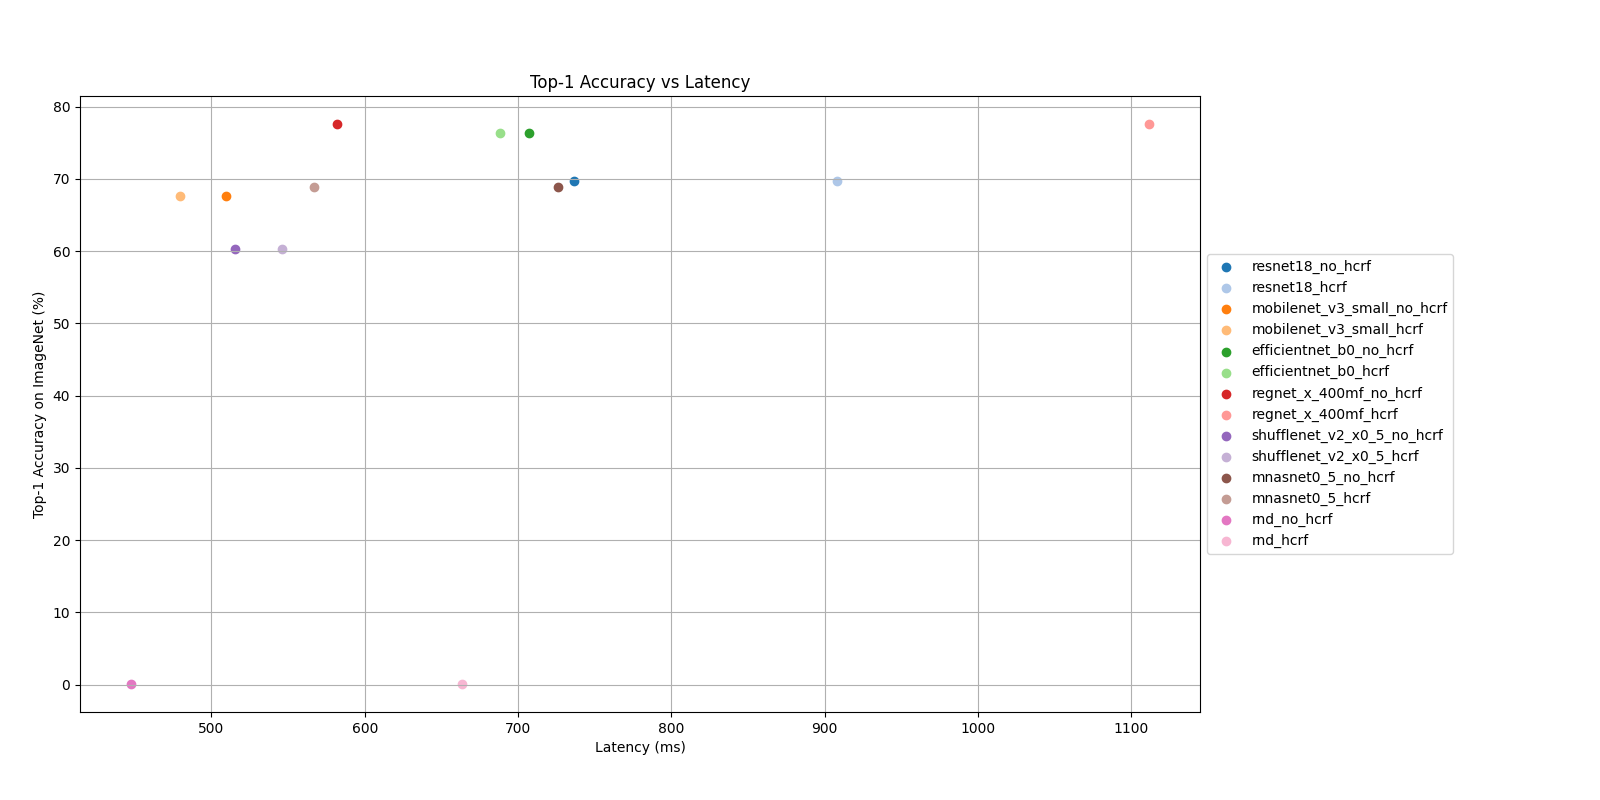 Top-1 Accuracy vs Latency
80
70
60
50
40
30
20
10
0
Top-1 Accuracy on ImageNet (%)
500 600 700 800 900 1000 1100
Latency (ms)
resnet18_no_hcrf
resnet18_hcrf
mobilenet_v3_small_no_hcrf
mobilenet_v3_small_hcrf
efficientnet_b0_no_hcrf
efficientnet_b0_hcrf
regnet_x_400mf_no_hcrf
regnet_x_400mf_hcrf
shufflenet_v2_x0_5_no_hcrf
shufflenet_v2_x0_5_hcrf
mnasnet0_5_no_hcrf
mnasnet0_5_hcrf
rnd_no_hcrf
rnd_hcrf